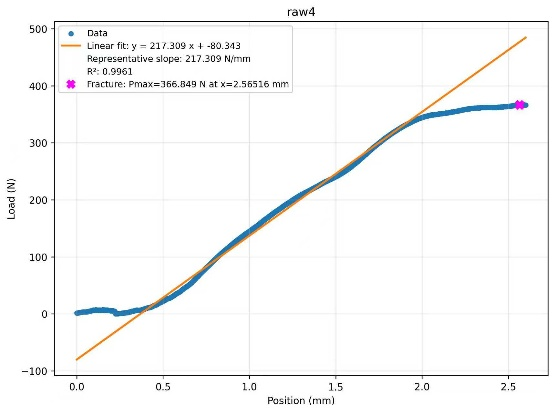 raw4
Data
Linear fit: y = 217.309 x + -80.343
Representative slope: 217.309 N/mm
R²: 0.9961
Fracture: Pmax=366.849 N at x=2.56516 mm
500
400
300
200
100
0
−100
Load (N)
0.0 0.5 1.0 1.5 2.0 2.5
Position (mm)